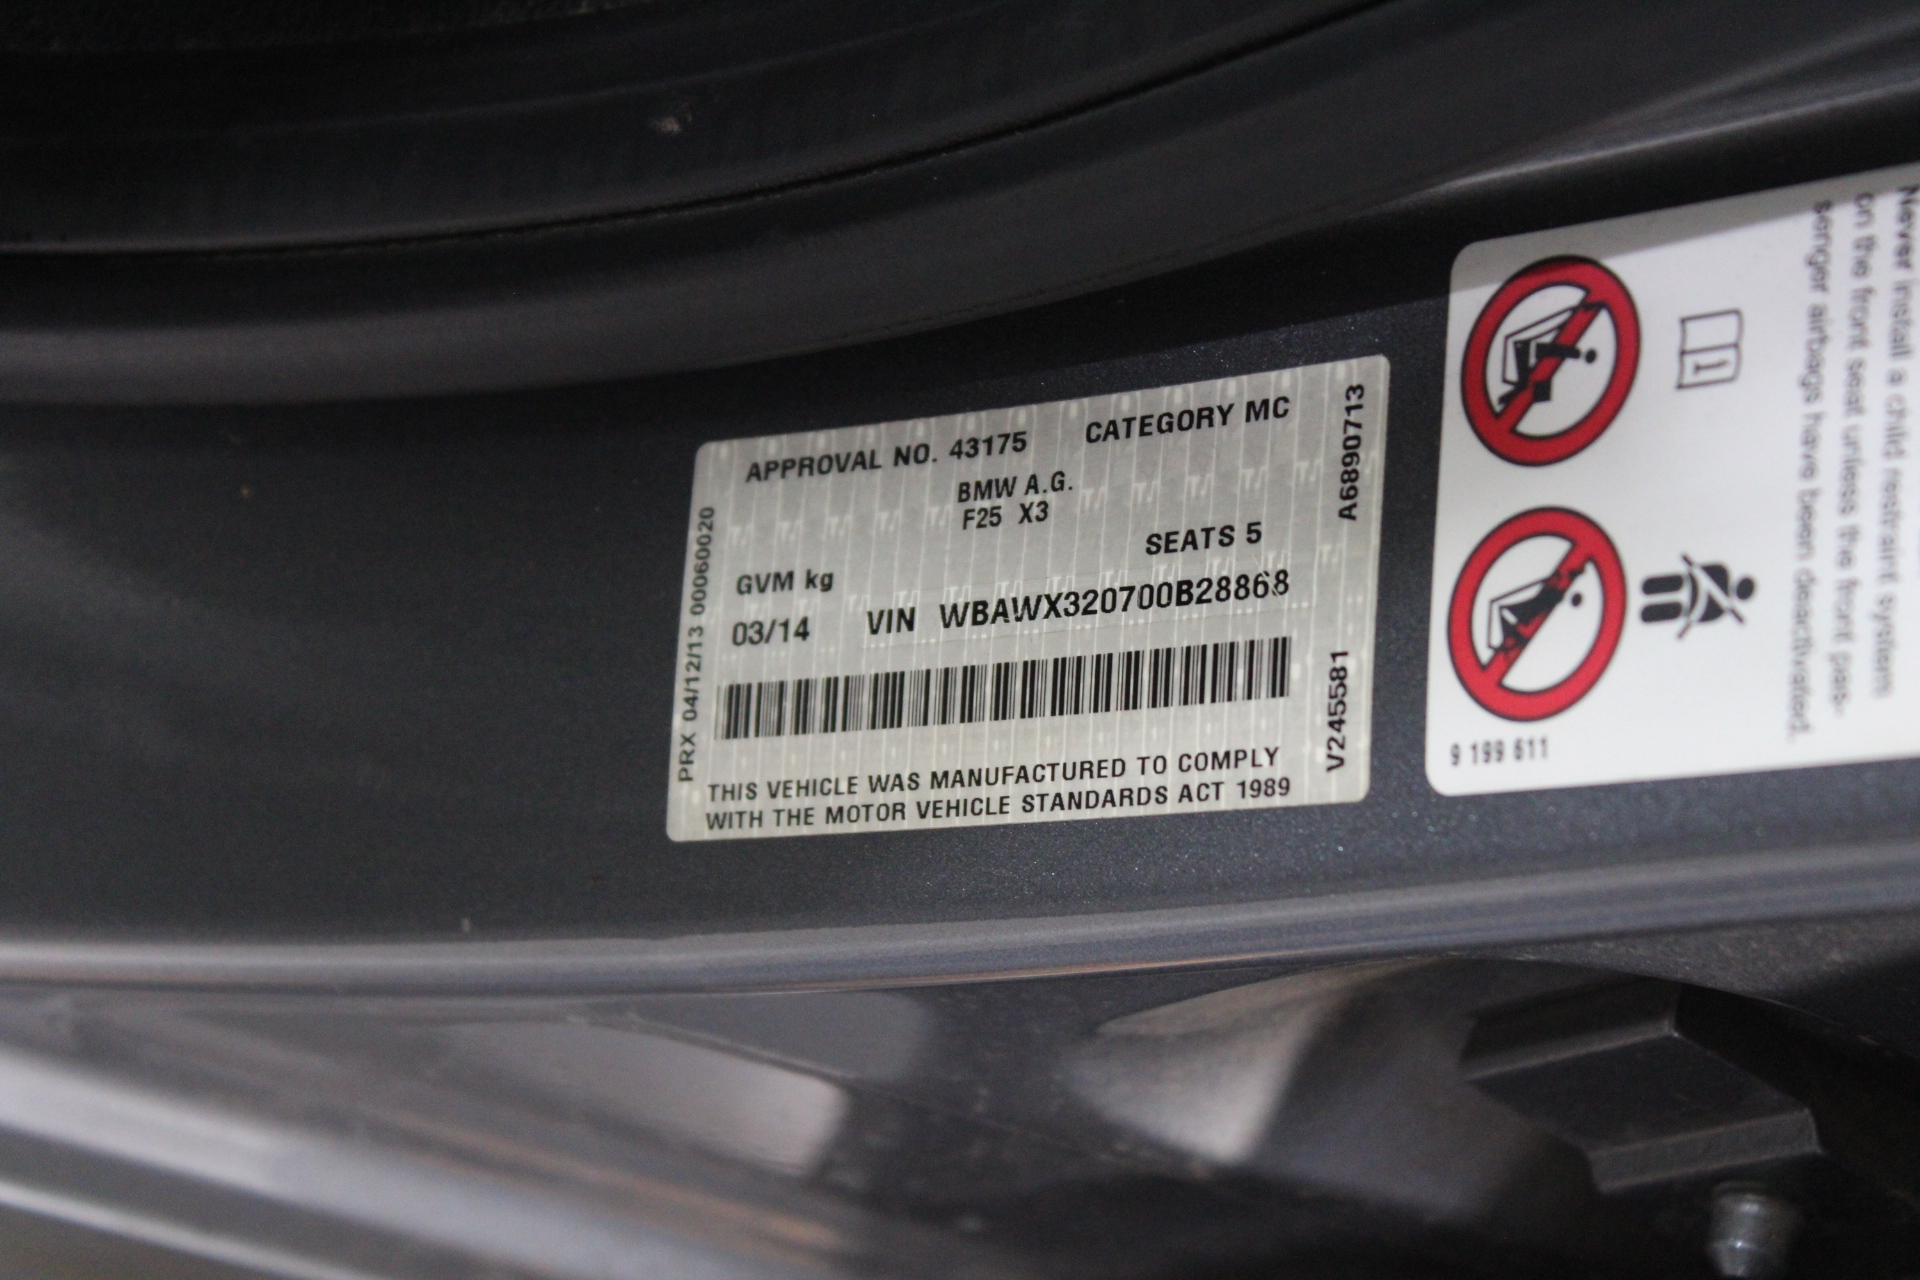 APPROVAL NO. 43175 CATEGORY MC
BMW A.G.
F25 X3
SEATS 5
GVM kg
03/14 VIN WBAWX320700B28868
THIS VEHICLE WAS MANUFACTURED TO COMPLY
WITH THE MOTOR VEHICLE STANDARDS ACT 1989
PRX 04/12/13 00060020
A6890713
V245581
Never install a child restraint system
on the front seat unless the front pas-
senger airbags have been deactivated.
9 199 611